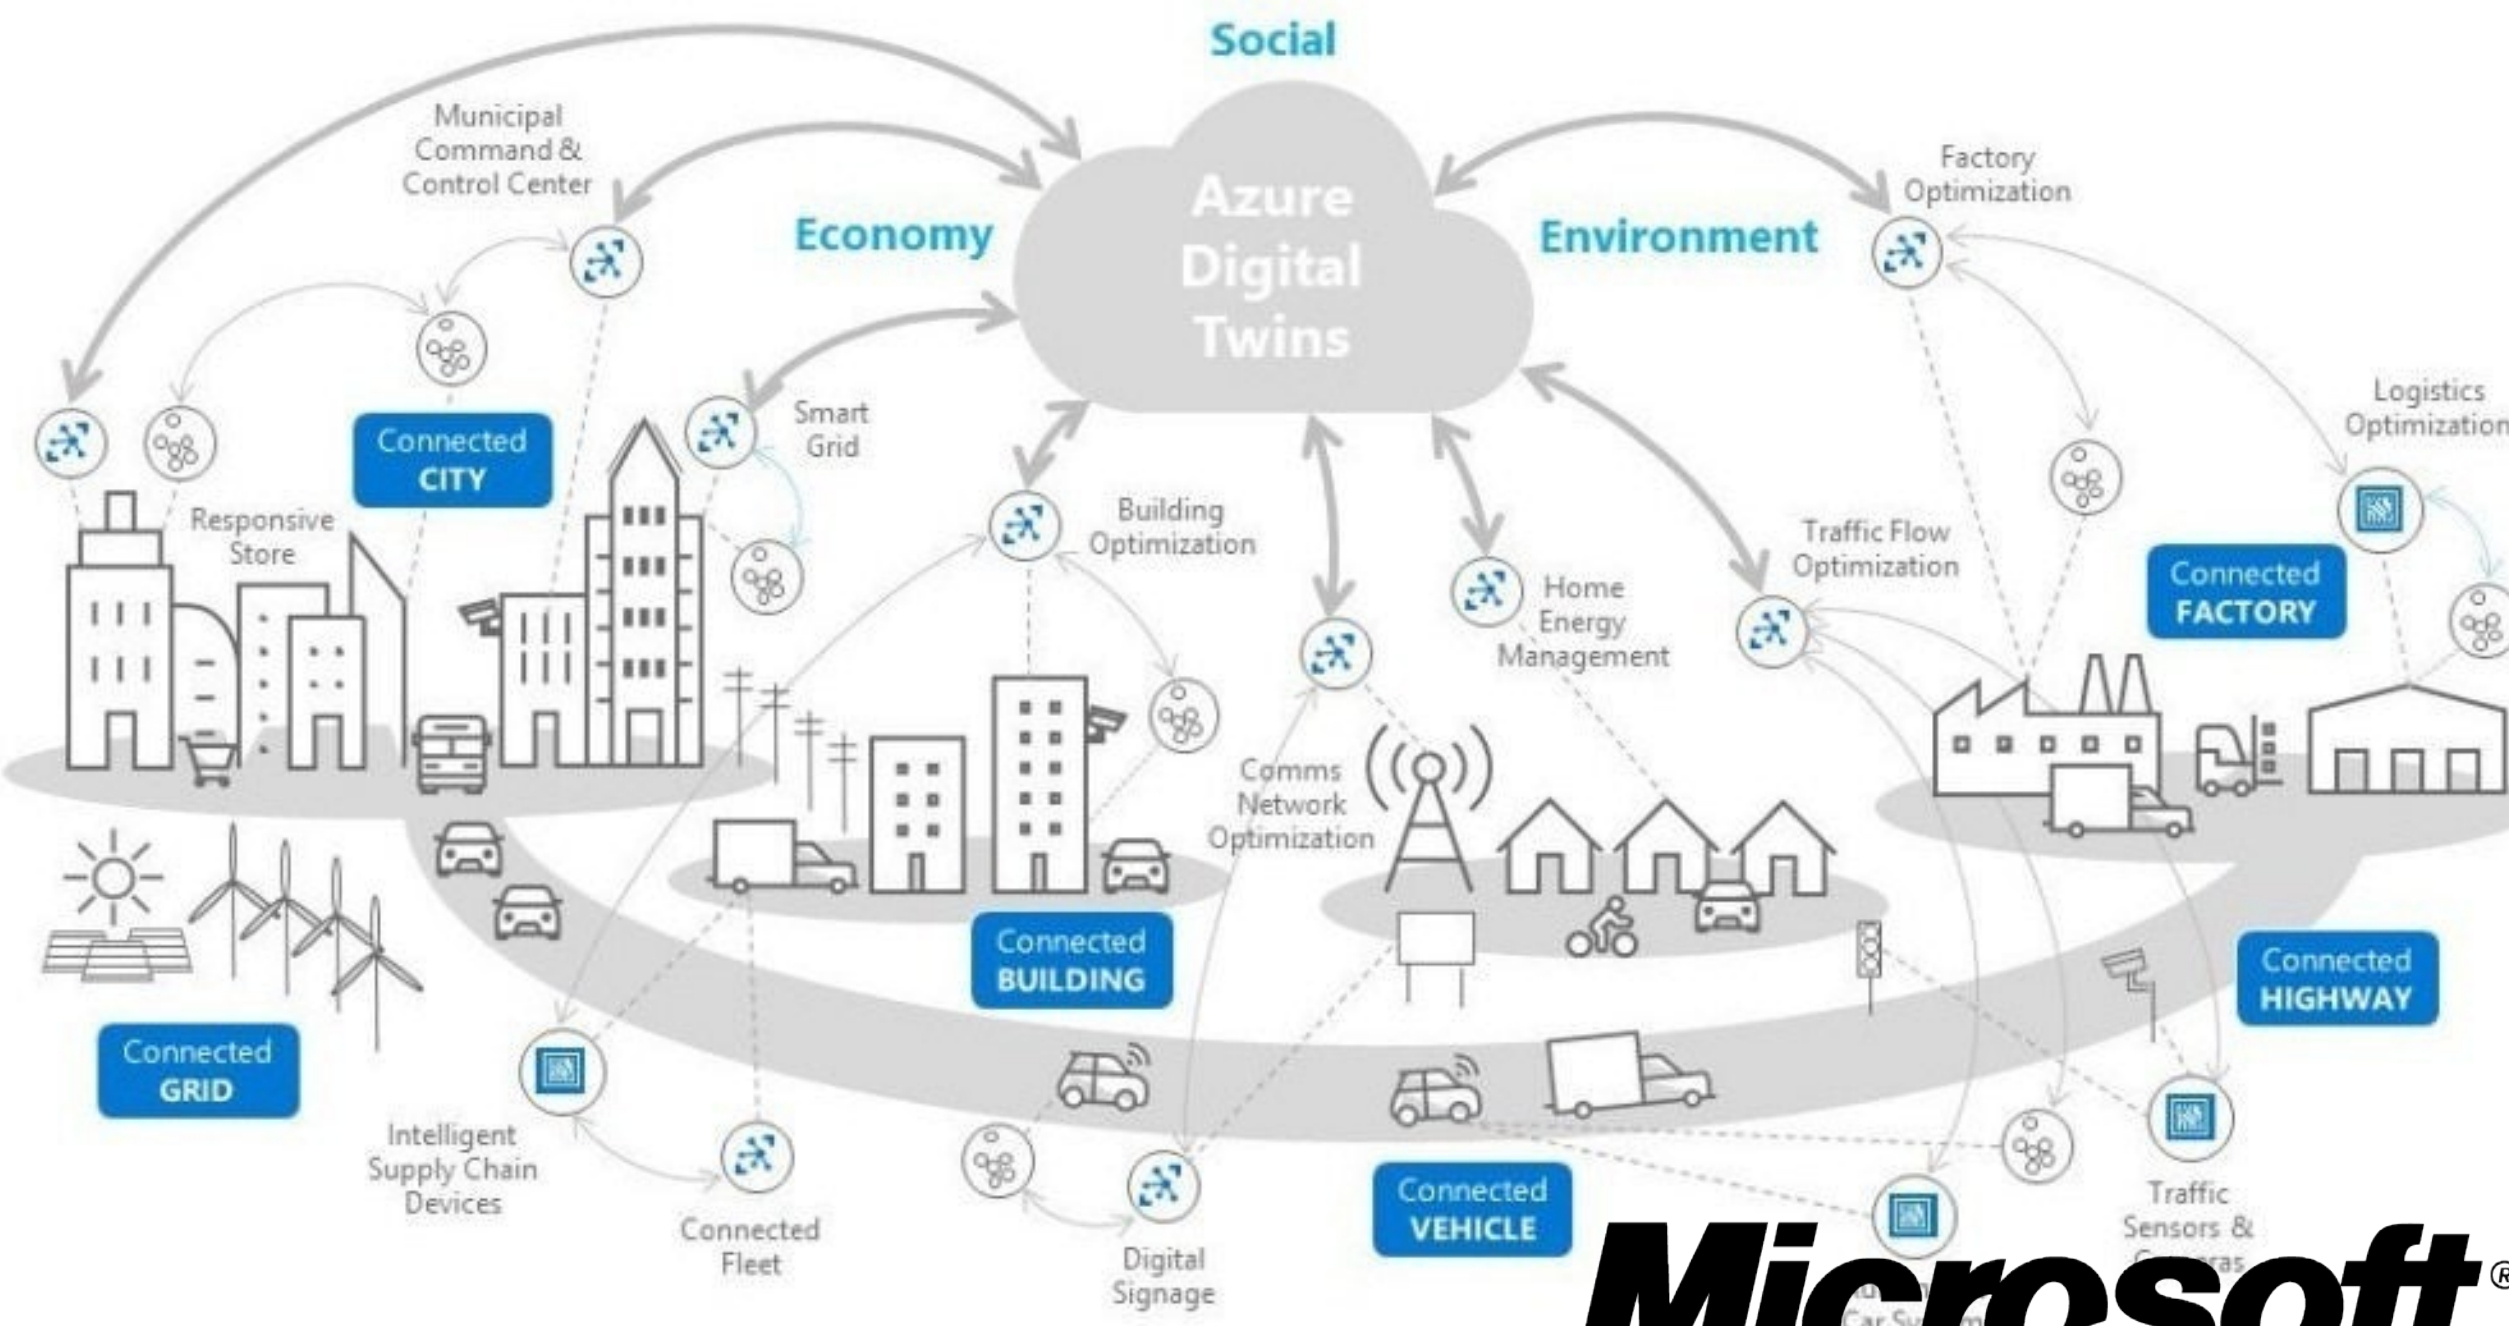 Social
Municipal
Command &
Control Center
Economy
Azure
Digital
Twins
Environment
Factory
Optimization
Logistics
Optimization
Connected
CITY
Smart
Grid
Responsive
Store
Building
Optimization
Traffic Flow
Optimization
Home
Energy
Management
Connected
FACTORY
Comms
Network
Optimization
Connected
BUILDING
Connected
HIGHWAY
Connected
GRID
Intelligent
Supply Chain
Devices
Connected
Fleet
Digital
Signage
Connected
VEHICLE
Traffic
Sensors &
Car
Microsoft®